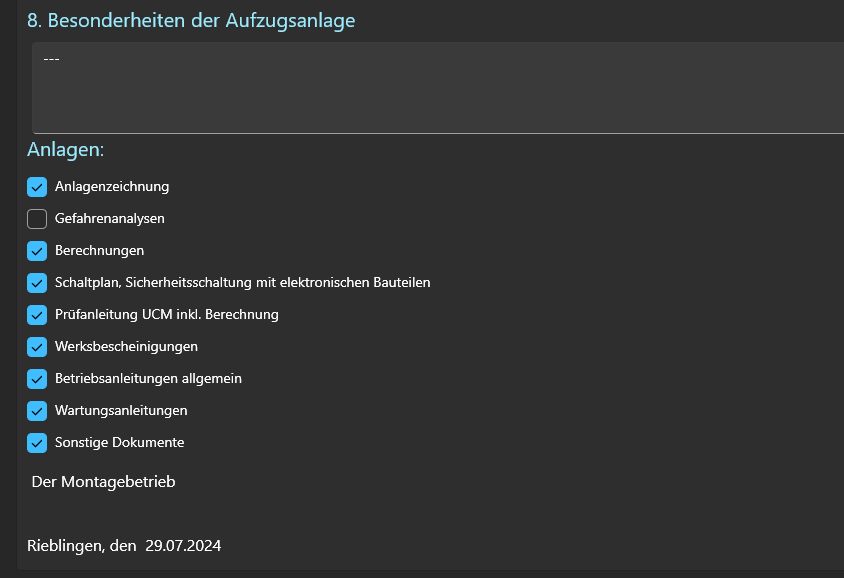 8. Besonderheiten der Aufzugsanlage
---
Anlagen:
Anlagenzeichnung
Gefahrenanalysen
Berechnungen
Schaltplan, Sicherheitsschaltung mit elektronischen Bauteilen
Prüfanleitung UCM inkl. Berechnung
Werksbescheinigungen
Betriebsanleitungen allgemein
Wartungsanleitungen
Sonstige Dokumente
Der Montagebetrieb
Rieblingen, den 29.07.2024